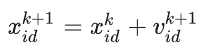 $x_{id}^{k+1} = x_{id}^{k} + v_{id}^{k+1}$